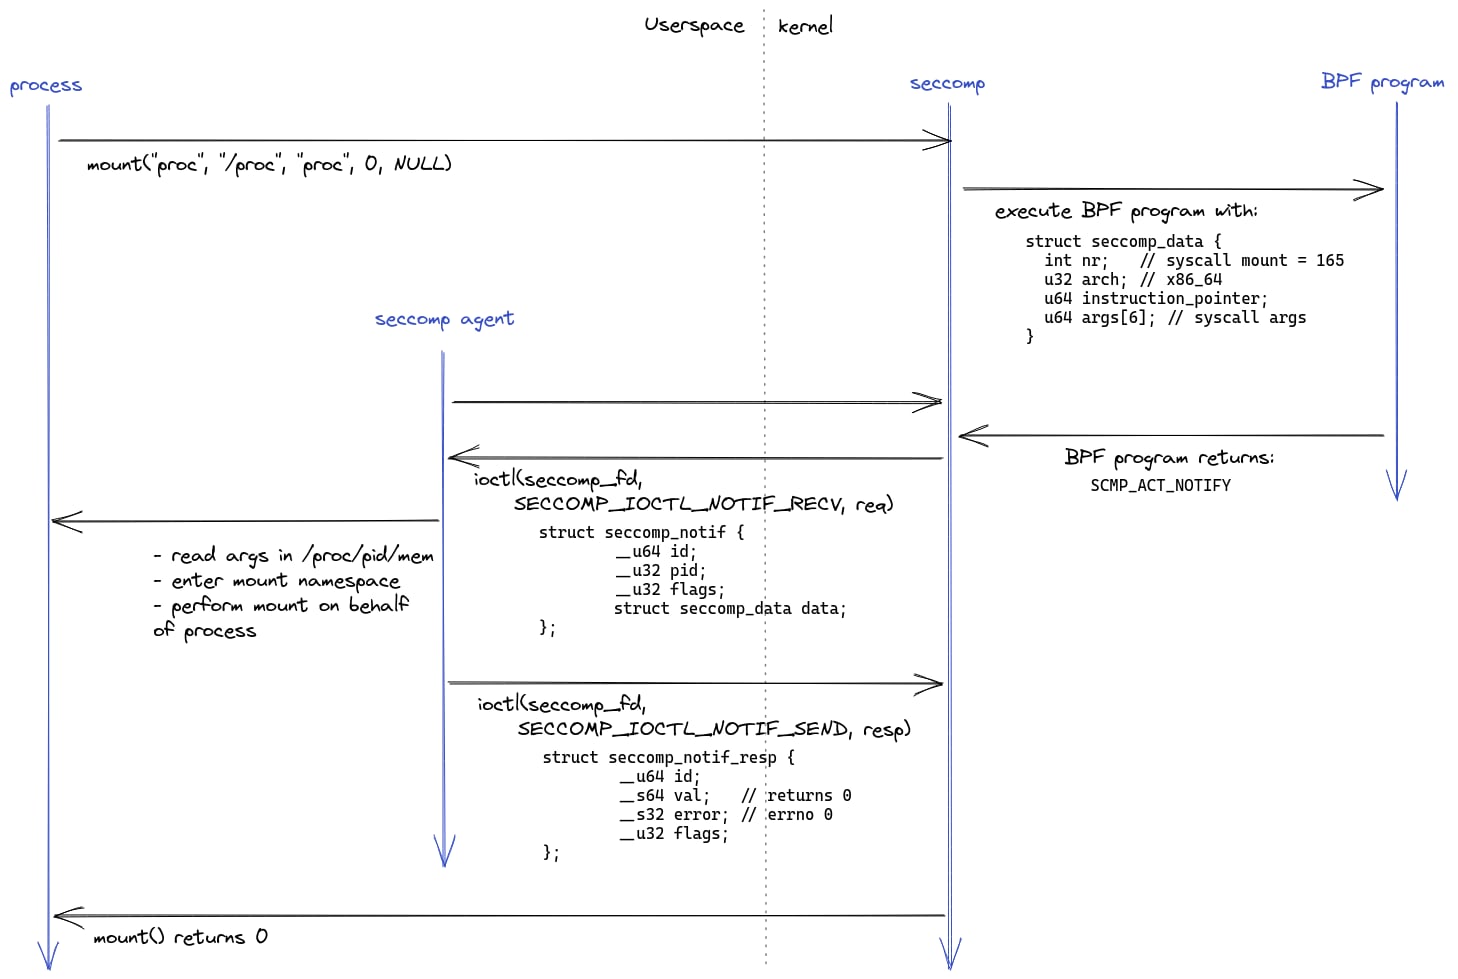 Userspace
kernel
process
seccomp
BPF program
mount("proc", "/proc", "proc", 0, NULL)
execute BPF program with:
struct seccomp_data {
int nr;   // syscall mount = 165
u32 arch; // x86_64
u64 instruction_pointer;
u64 args[6]; // syscall args
}
seccomp agent
BPF program returns:
SCMP_ACT_NOTIFY
ioctl(seccomp_fd,
SECCOMP_IOCTL_NOTIF_RECV, req)
struct seccomp_notif {
__u64 id;
__u32 pid;
__u32 flags;
struct seccomp_data data;
};
- read args in /proc/pid/mem
- enter mount namespace
- perform mount on behalf
of process
ioctl(seccomp_fd,
SECCOMP_IOCTL_NOTIF_SEND, resp)
struct seccomp_notif_resp {
__u64 id;
__s64 val;   // returns 0
__s32 error; // errno 0
__u32 flags;
};
mount() returns 0